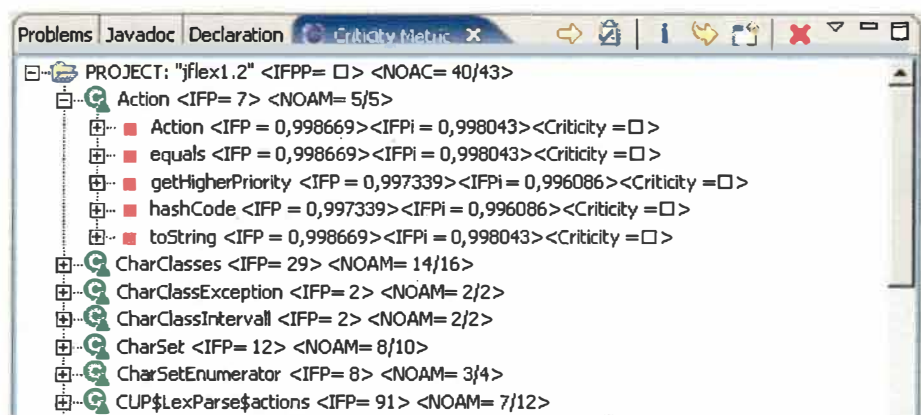 Problems Javadoc Declaration Criticity Metric
PROJECT: "jflex1.2" <IFPP= □> <NOAC= 40/43>
Action <IFP= 7> <NOAM= 5/5>
Action <IFP = 0,998669><IFPi = 0,998043><Criticity =□>
equals <IFP = 0,998669><IFPi = 0,998043><Criticity =□>
getHigherPriority <IFP = 0,997339><IFPi = 0,996086><Criticity =□>
hashCode <IFP = 0,997339><IFPi = 0,996086><Criticity =□>
toString <IFP = 0,998669><IFPi = 0,998043><Criticity =□>
CharClasses <IFP= 29> <NOAM= 14/16>
CharClassException <IFP= 2> <NOAM= 2/2>
CharClassIntervall <IFP= 2> <NOAM= 2/2>
CharSet <IFP= 12> <NOAM= 8/10>
CharSetEnumerator <IFP= 8> <NOAM= 3/4>
CUP$LexParse$actions <IFP= 91> <NOAM= 7/12>